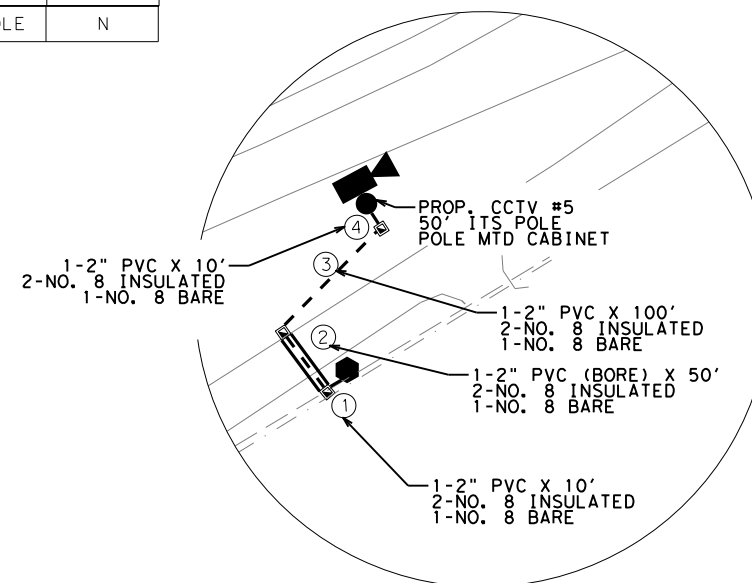 N
PROP. CCTV #5
50' ITS POLE
POLE MTD CABINET
4
1-2" PVC X 10'
2-NO. 8 INSULATED
1-NO. 8 BARE
3
1-2" PVC X 100'
2-NO. 8 INSULATED
1-NO. 8 BARE
2
1-2" PVC (BORE) X 50'
2-NO. 8 INSULATED
1-NO. 8 BARE
1
1-2" PVC X 10'
2-NO. 8 INSULATED
1-NO. 8 BARE